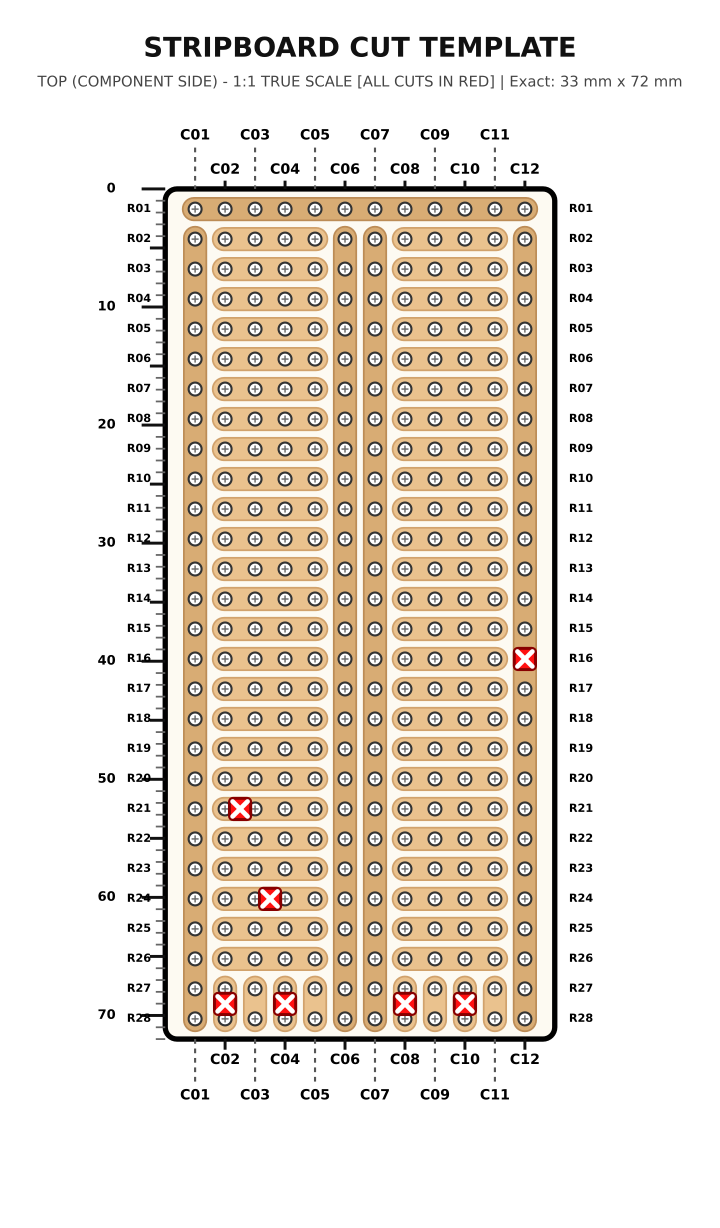 STRIPBOARD CUT TEMPLATE
TOP (COMPONENT SIDE) - 1:1 TRUE SCALE [ALL CUTS IN RED] | Exact: 33 mm x 72 mm
C01 C03 C05 C07 C09 C11
C02 C04 C06 C08 C10 C12
0
R01 R01
R02 R02
R03 R03
R04 R04
10
R05 R05
R06 R06
R07 R07
R08 R08
20
R09 R09
R10 R10
R11 R11
R12 R12
30
R13 R13
R14 R14
R15 R15
40 R16 R16
R17 R17
R18 R18
R19 R19
50 R20 R20
R21 R21
R22 R22
R23 R23
60 R24 R24
R25 R25
R26 R26
R27 R27
70 R28 R28
C02 C04 C06 C08 C10 C12
C01 C03 C05 C07 C09 C11